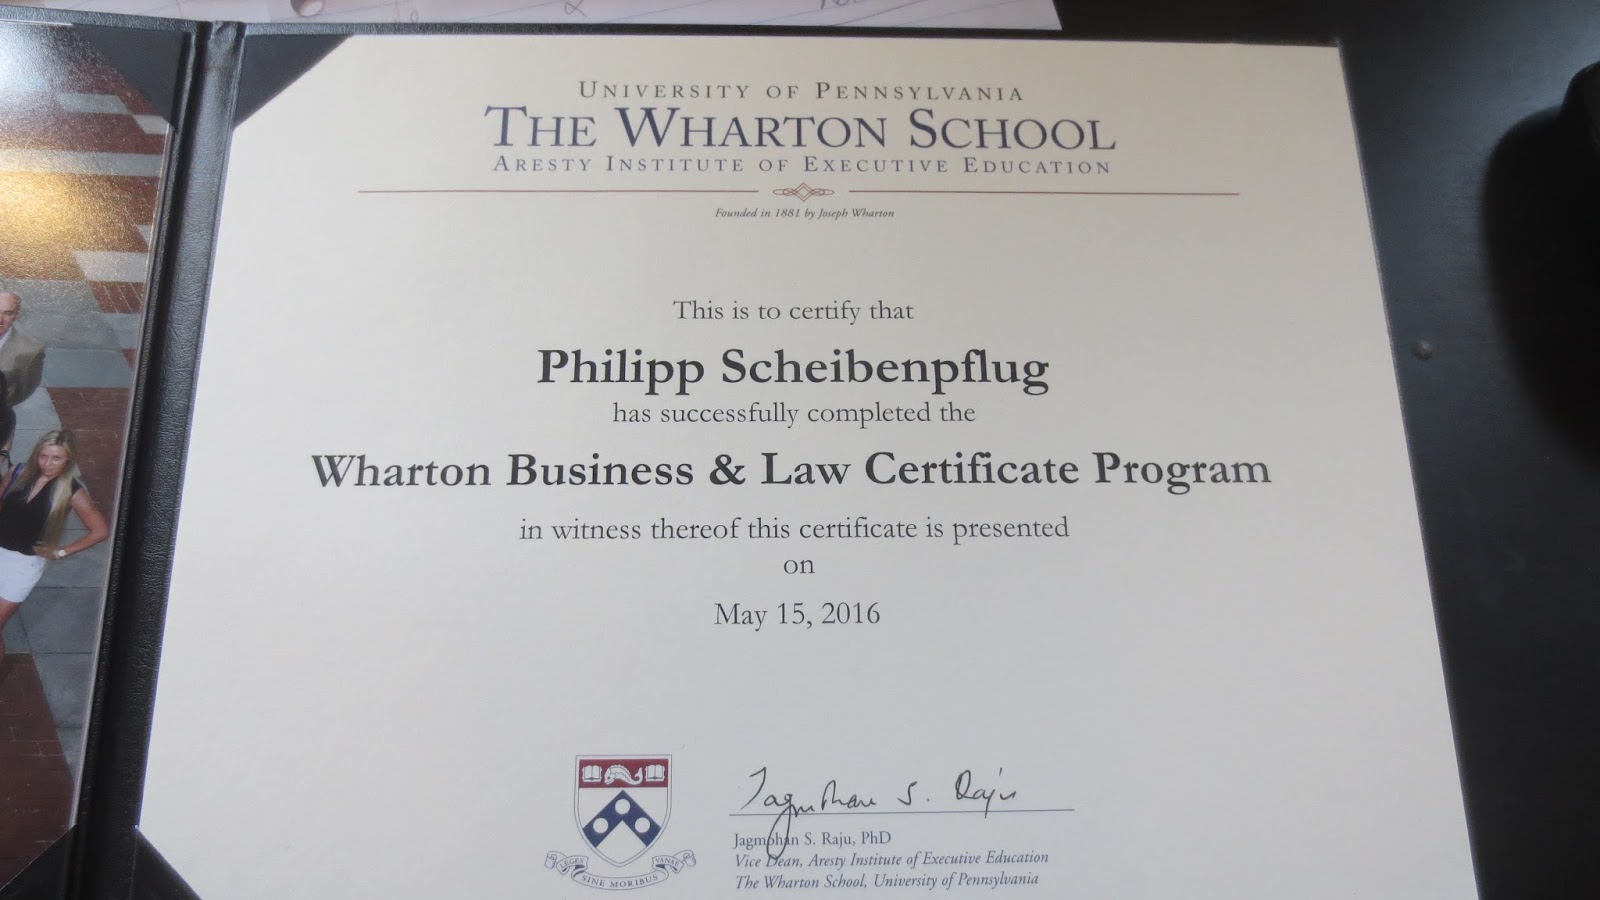 UNIVERSITY OF PENNSYLVANIA
THE WHARTON SCHOOL
ARESTY INSTITUTE OF EXECUTIVE EDUCATION
Founded in 1881 by Joseph Wharton
This is to certify that
Philipp Scheibenpflug
has successfully completed the
Wharton Business & Law Certificate Program
in witness thereof this certificate is presented
on
May 15, 2016
Jagmohan S. Raju
Jagmohan S. Raju, PhD
Vice Dean, Aresty Institute of Executive Education
The Wharton School, University of Pennsylvania
LEGES SINE MORIBUS VANAE